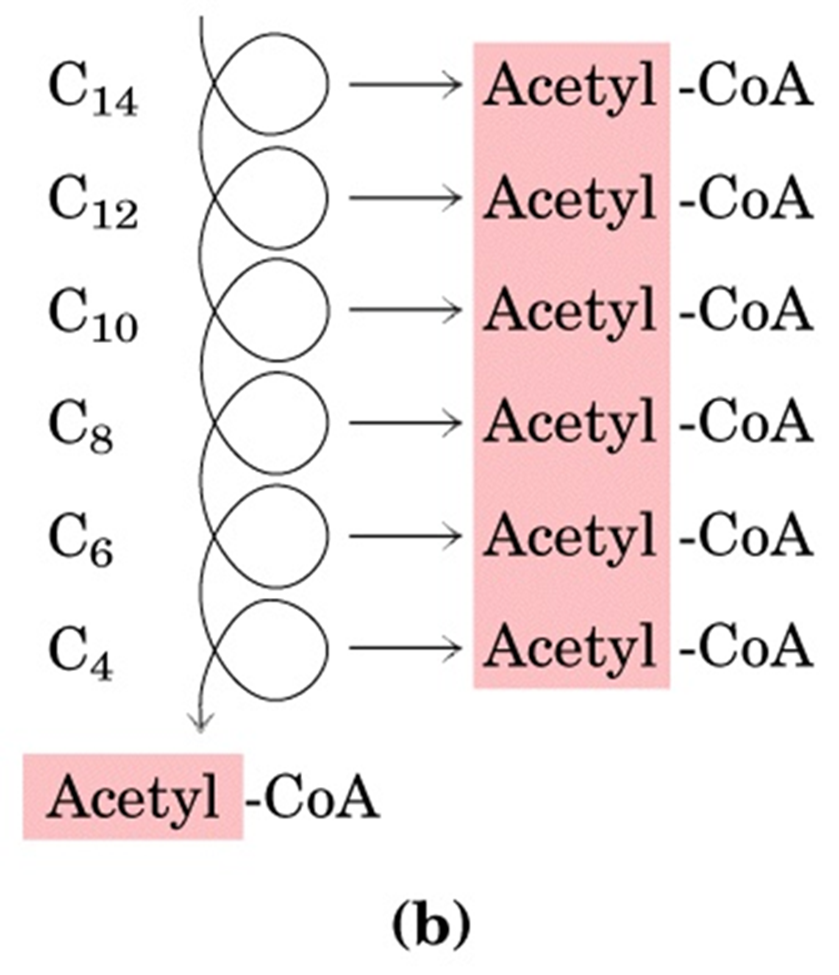 C₁₄ Acetyl -CoA
C₁₂ Acetyl -CoA
C₁₀ Acetyl -CoA
C₈ Acetyl -CoA
C₆ Acetyl -CoA
C₄ Acetyl -CoA
Acetyl -CoA
(b)